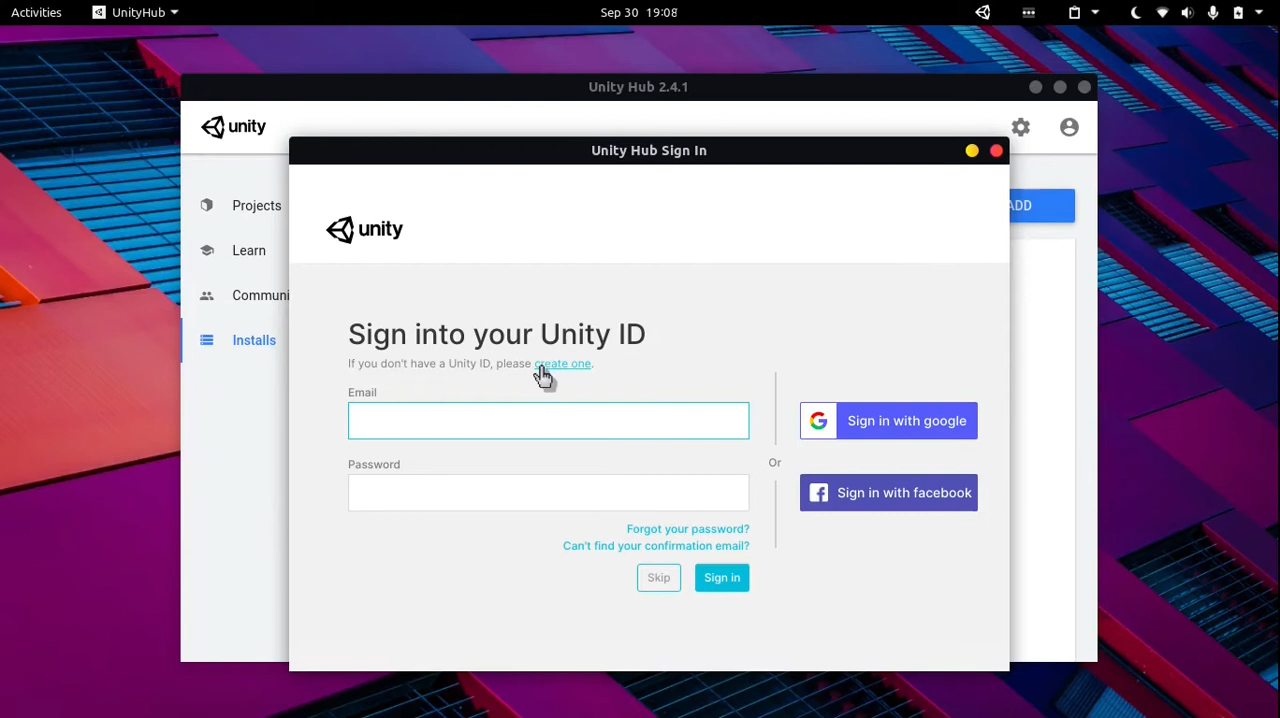 Activities
UnityHub
Sep 30 19:08
Unity Hub 2.4.1
unity
Unity Hub Sign In
Projects
ADD
unity
Learn
Communi
Installs
Sign into your Unity ID
If you don't have a Unity ID, please create one.
Email
Sign in with google
Password
Or
Sign in with facebook
Forgot your password?
Can't find your confirmation email?
Skip
Sign in